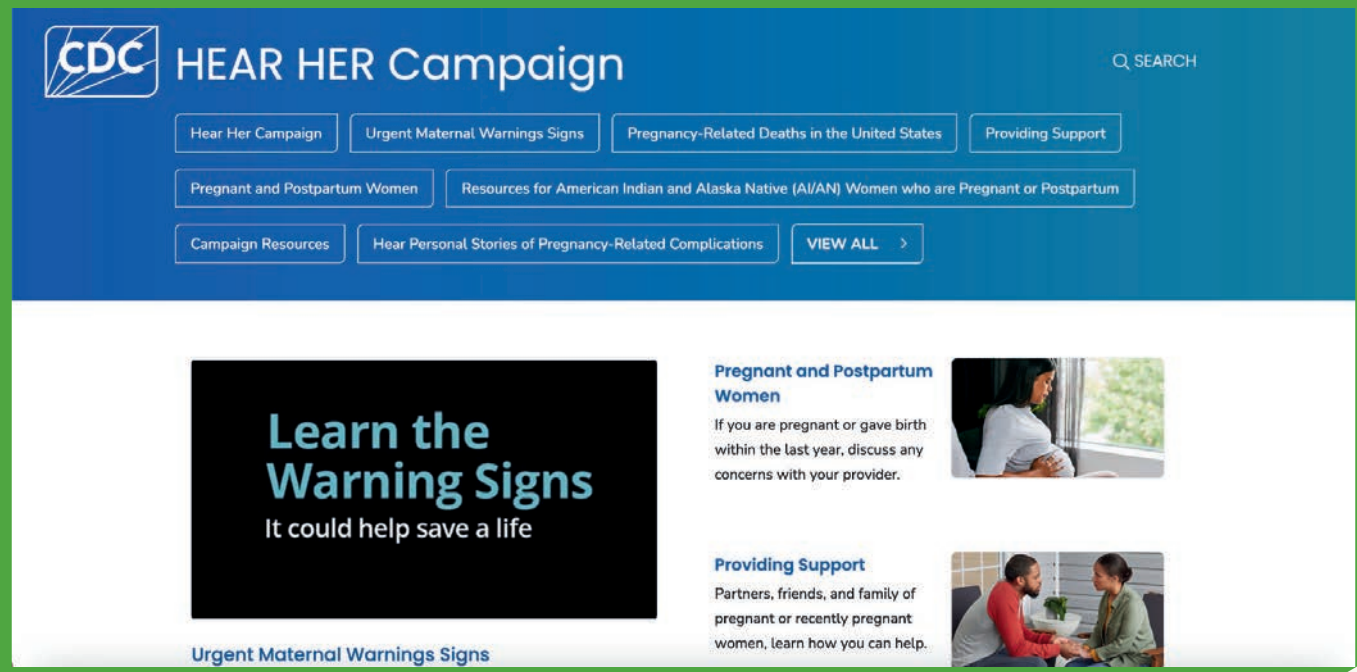 CDC HEAR HER Campaign
SEARCH
Hear Her Campaign
Urgent Maternal Warnings Signs
Pregnancy-Related Deaths in the United States
Providing Support
Pregnant and Postpartum Women
Resources for American Indian and Alaska Native (AI/AN) Women who are Pregnant or Postpartum
Campaign Resources
Hear Personal Stories of Pregnancy-Related Complications
VIEW ALL >
Learn the
Warning Signs
It could help save a life
Urgent Maternal Warnings Signs
Pregnant and Postpartum
Women
If you are pregnant or gave birth
within the last year, discuss any
concerns with your provider.
Providing Support
Partners, friends, and family of
pregnant or recently pregnant
women, learn how you can help.